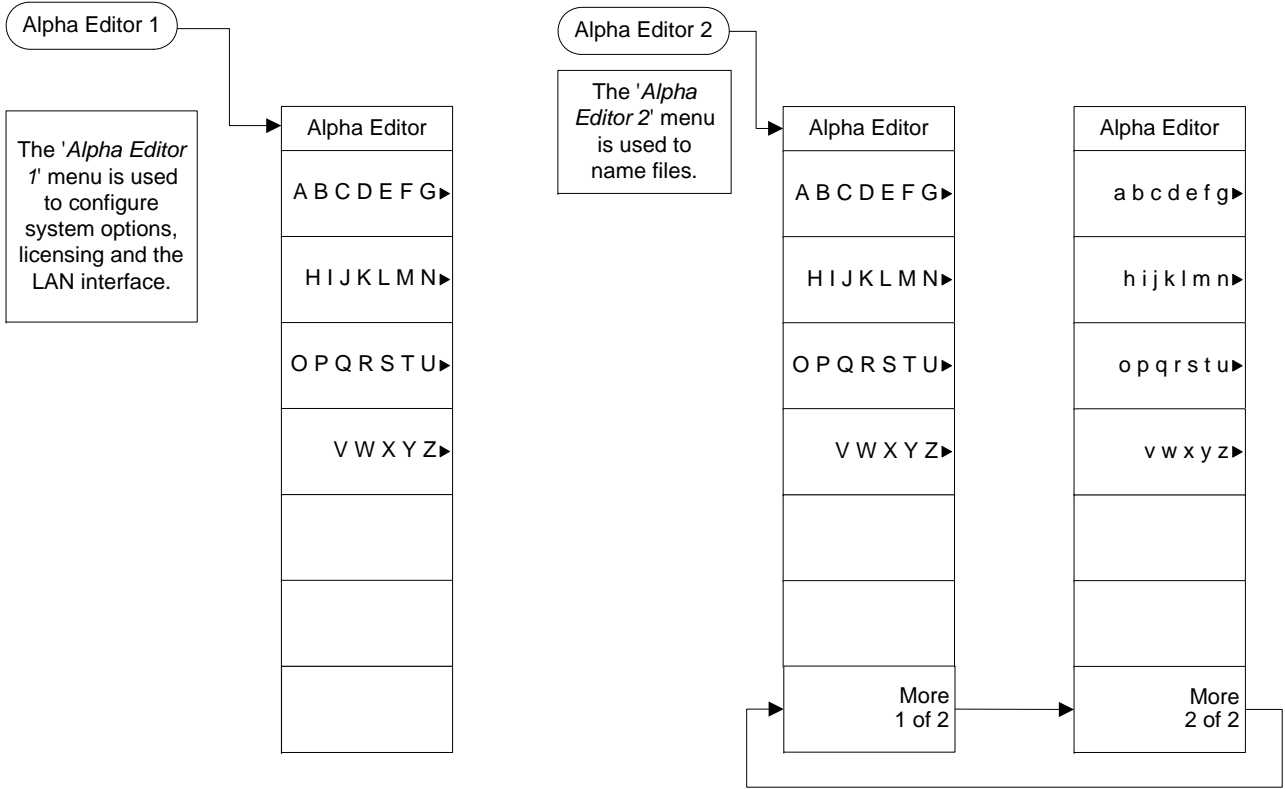 Alpha Editor 1
The 'Alpha Editor
1' menu is used
to configure
system options,
licensing and the
LAN interface.
Alpha Editor
A B C D E F G▸
H I J K L M N▸
O P Q R S T U▸
V W X Y Z▸
Alpha Editor 2
The 'Alpha
Editor 2' menu
is used to
name files.
Alpha Editor
A B C D E F G▸
H I J K L M N▸
O P Q R S T U▸
V W X Y Z▸
More
1 of 2
Alpha Editor
a b c d e f g▸
h i j k l m n▸
o p q r s t u▸
v w x y z▸
More
2 of 2